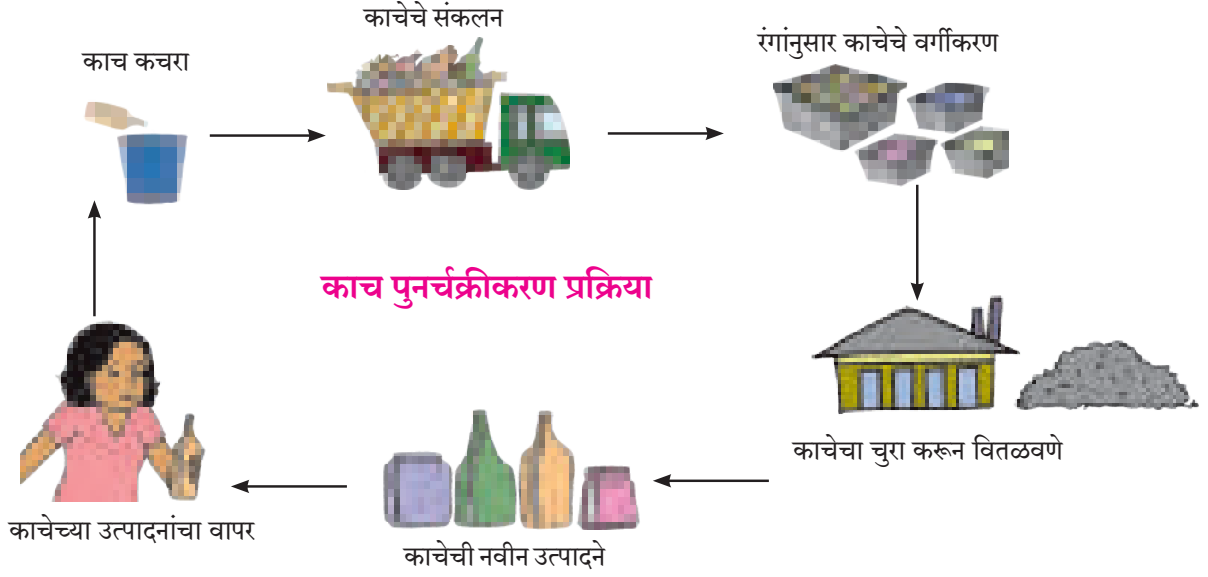 काच कचरा
काचेचे संकलन
रंगांनुसार काचेचे वर्गीकरण
काच पुनर्चक्रीकरण प्रक्रिया
काचेचा चुरा करून वितळवणे
काचेची नवीन उत्पादने
काचेच्या उत्पादनांचा वापर